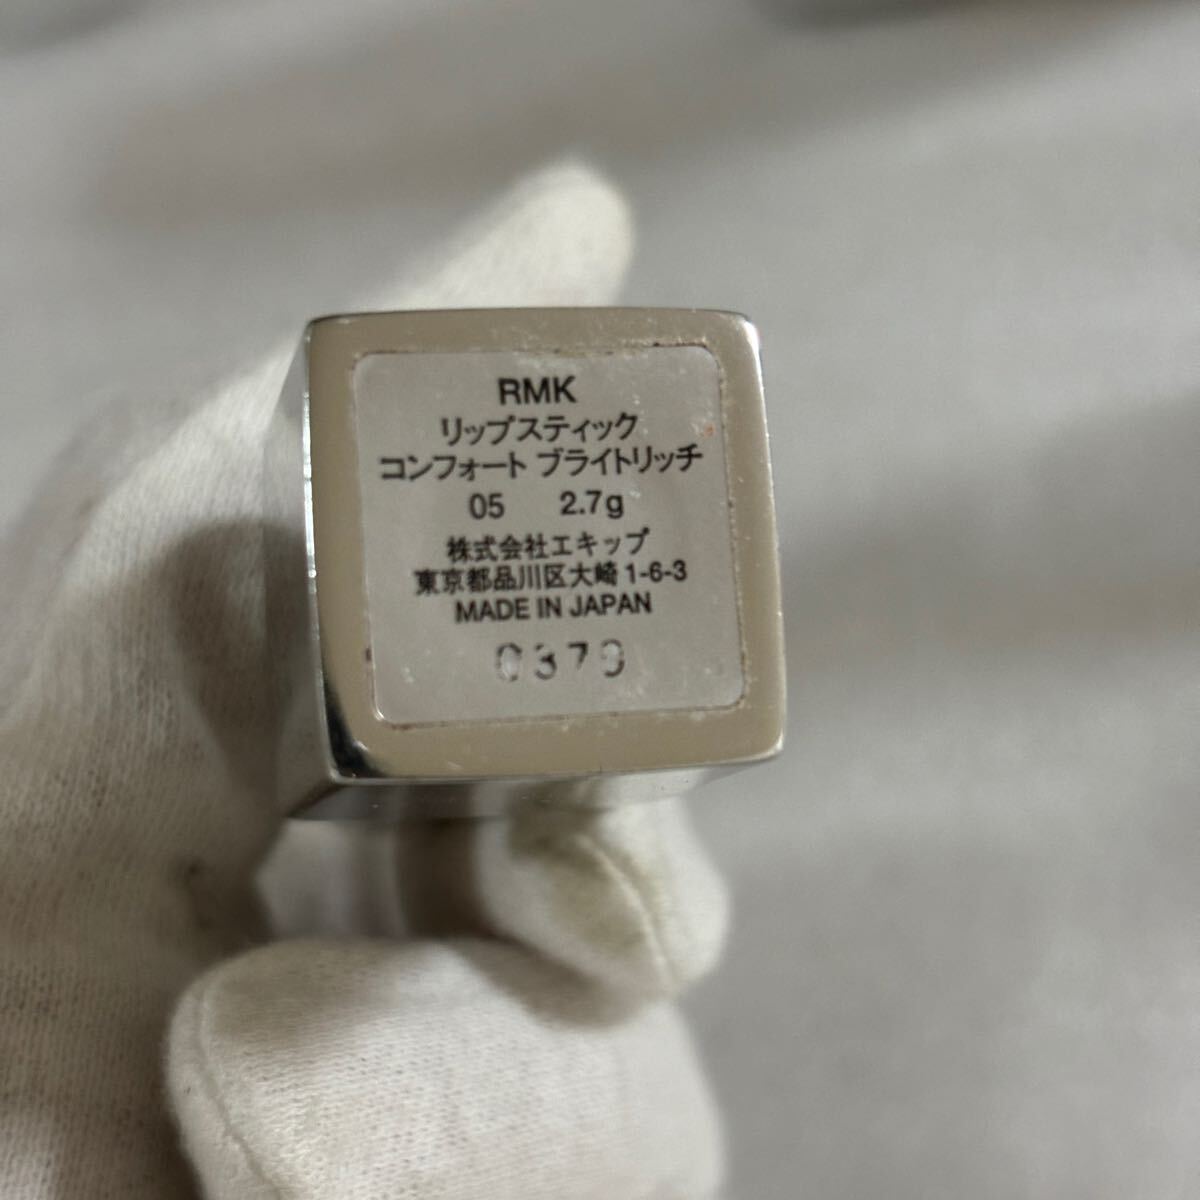 RMK
リップスティック
コンフォート ブライトリッチ
05 2.7g
株式会社エキップ
東京都品川区大崎1-6-3
MADE IN JAPAN